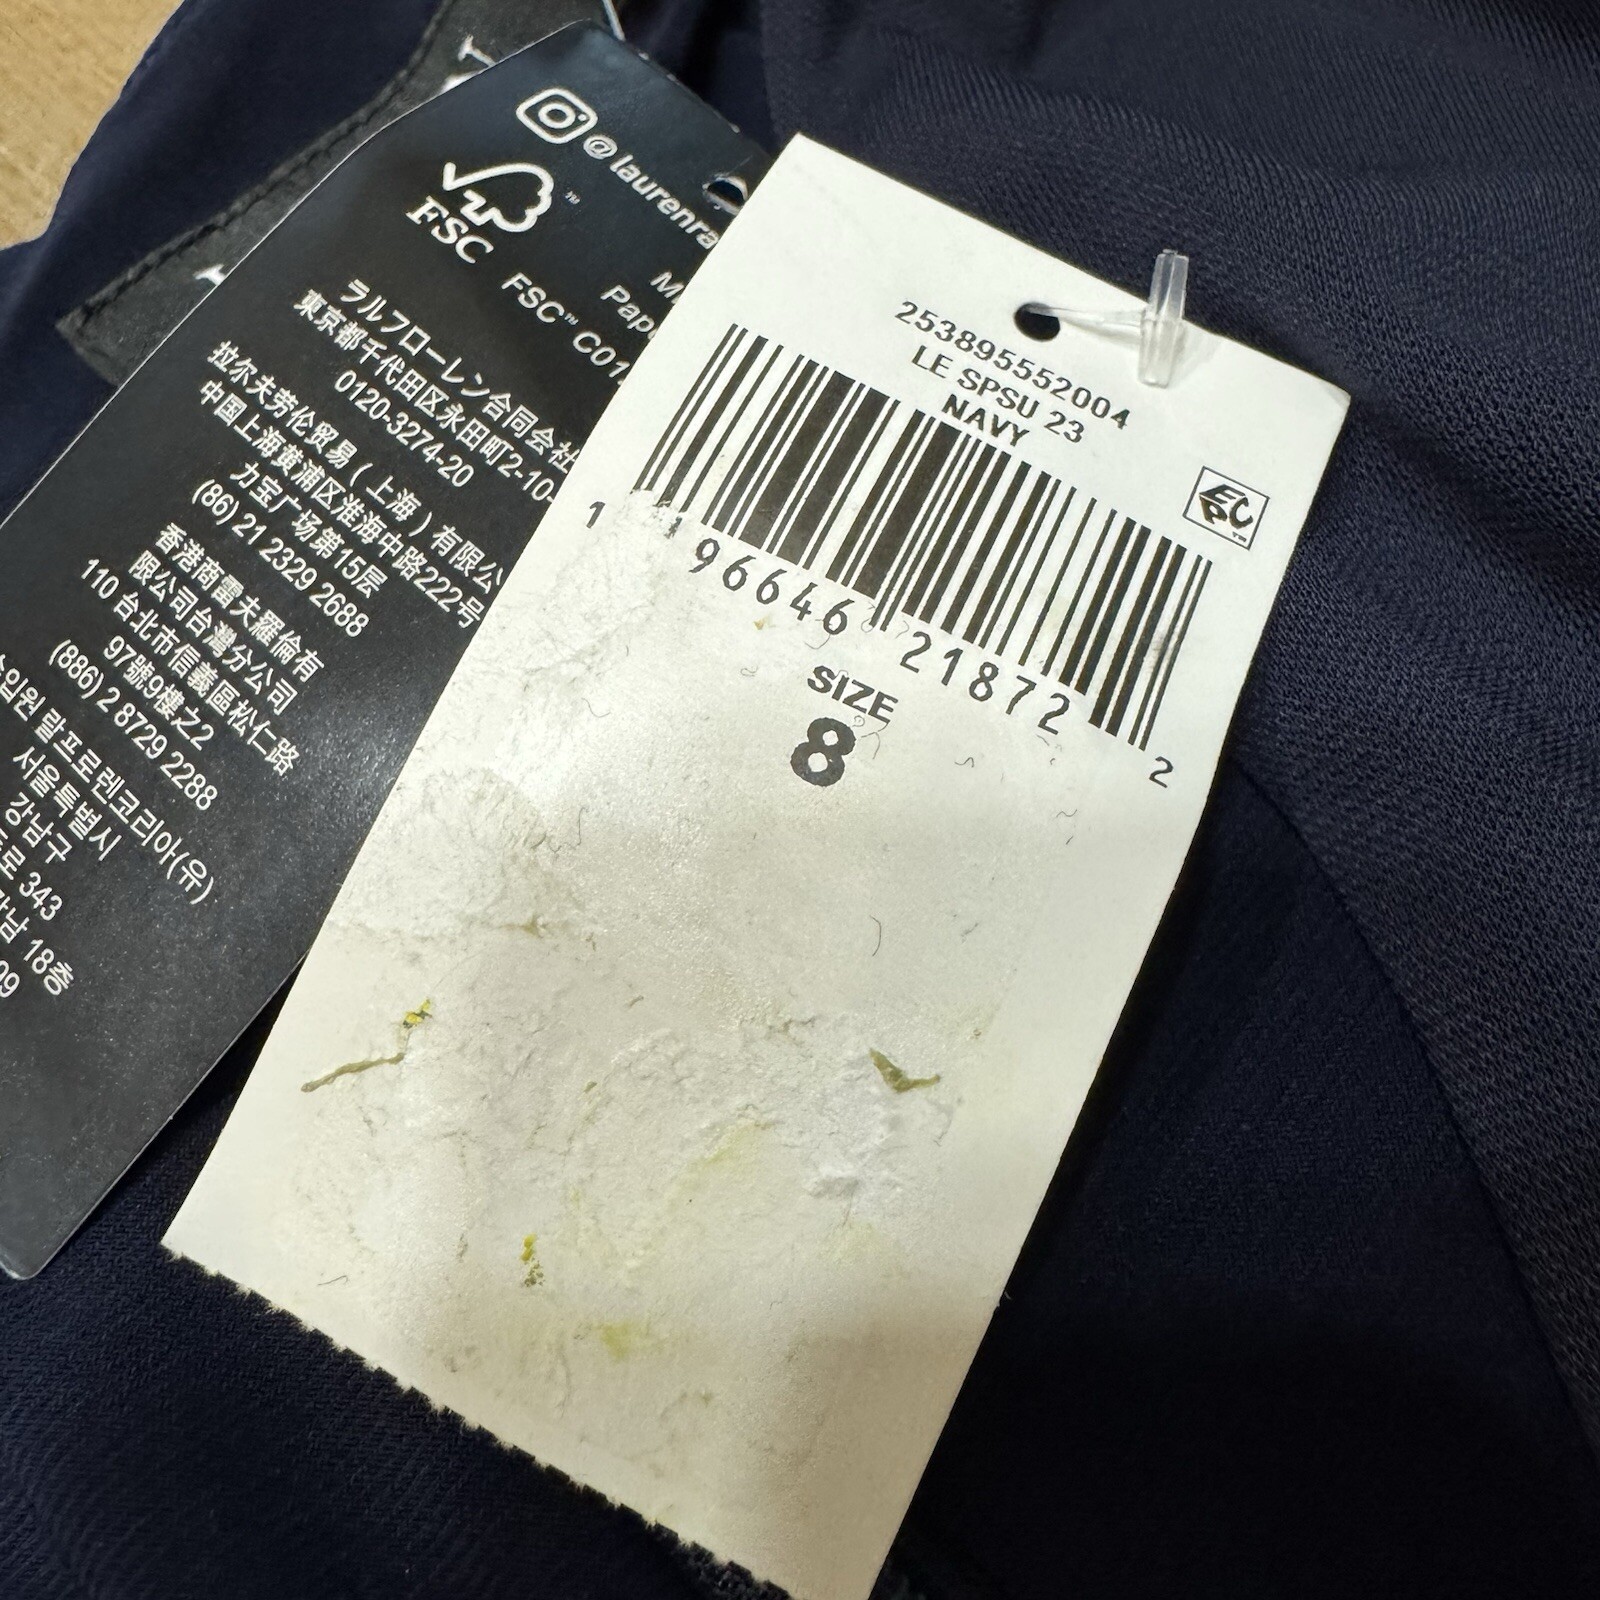 @laurenra
FSC
FSC™ C01
ラルフローレン合同会社
東京都千代田区永田町2-10-
0120-3274-20
拉尔夫劳伦贸易(上海)有限公
中国上海黄浦区淮海中路222号
力宝广场第15层
(86) 21 2329 2688
香港商雷夫羅倫有
限公司台灣分公司
110 台北市信義區松仁路
97號9樓之2
(886) 2 8729 2288
입원 랄프로렌코리아(유)
서울특별시
강남구
로 343
남 18층
99
253895552004
LE SPSU 23
NAVY
ECP
1 96646 21872 2
SIZE
8